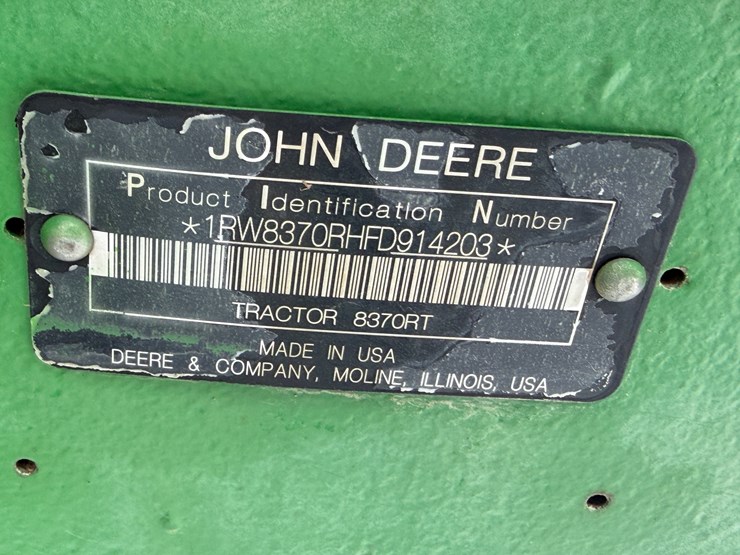 JOHN DEERE
Product Identification Number
*1RW8370RHFD914203*
TRACTOR 8370RT
MADE IN USA
DEERE & COMPANY, MOLINE, ILLINOIS, USA